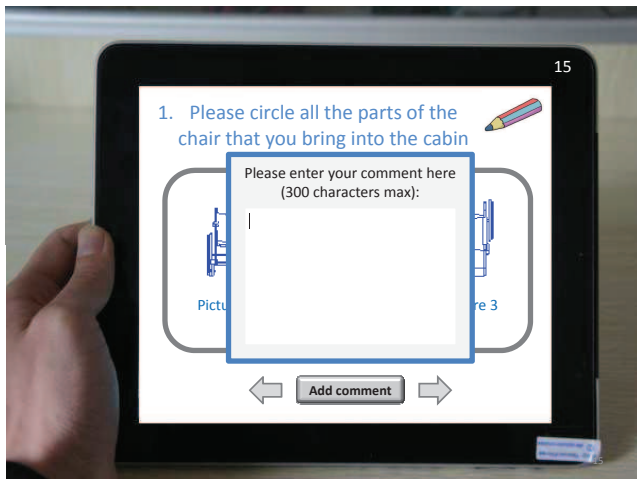 15
1. Please circle all the parts of the
chair that you bring into the cabin
Please enter your comment here
(300 characters max):
Pictu
re 3
Add comment
15